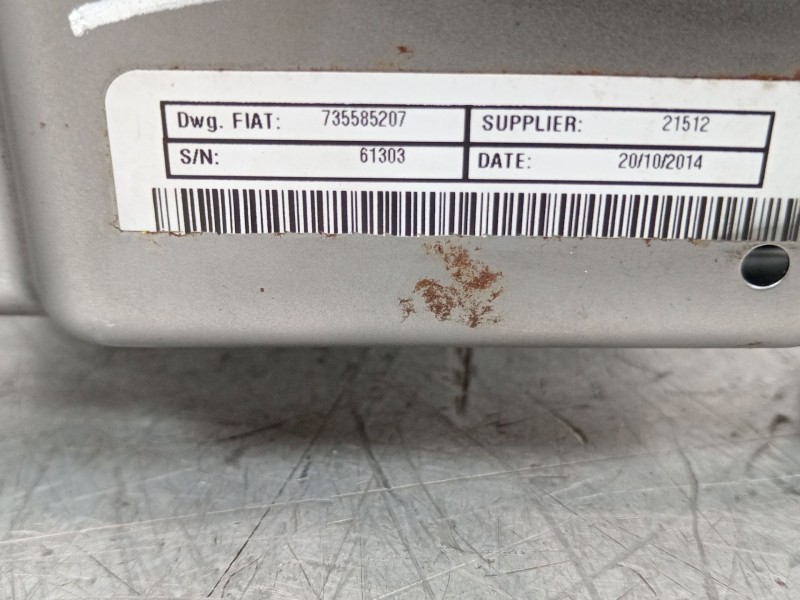 Dwg. FIAT: 735585207 SUPPLIER: 21512
S/N: 61303 DATE: 20/10/2014